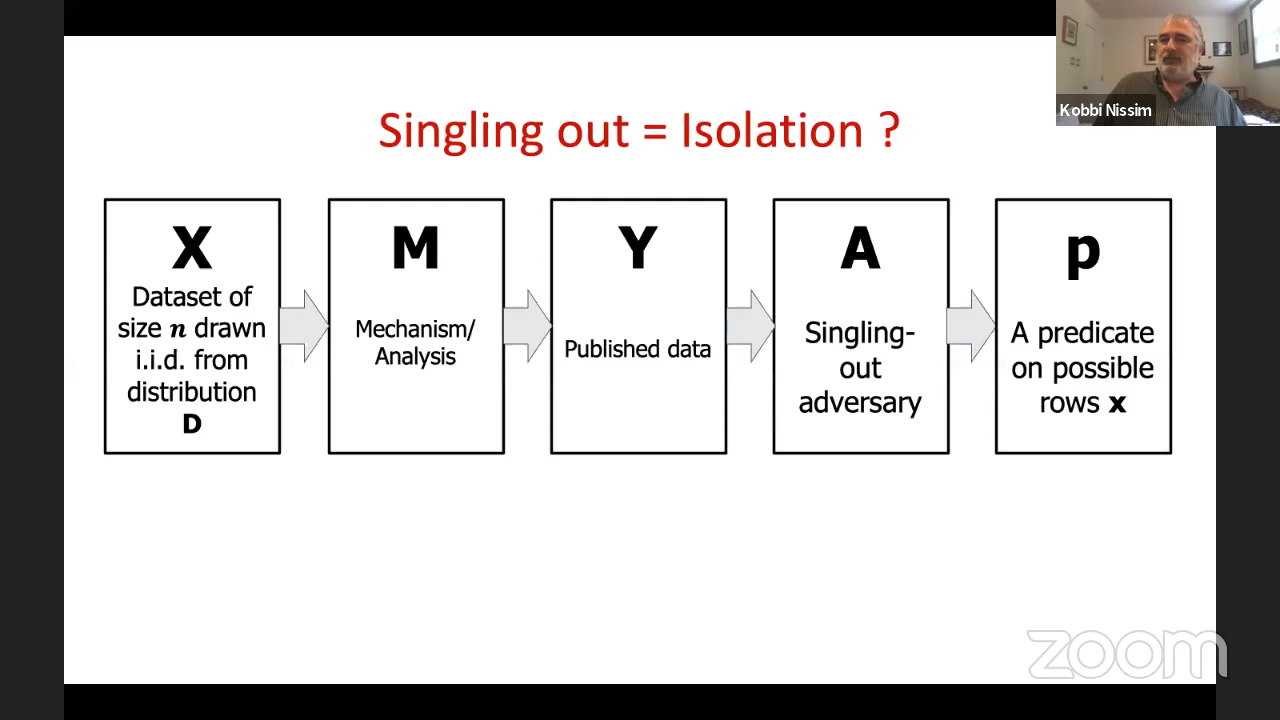 Kobbi Nissim
Singling out = Isolation ?
X
Dataset of
size n drawn
i.i.d. from
distribution
D
M
Mechanism/
Analysis
Y
Published data
A
Singling-
out
adversary
p
A predicate
on possible
rows x
zoom